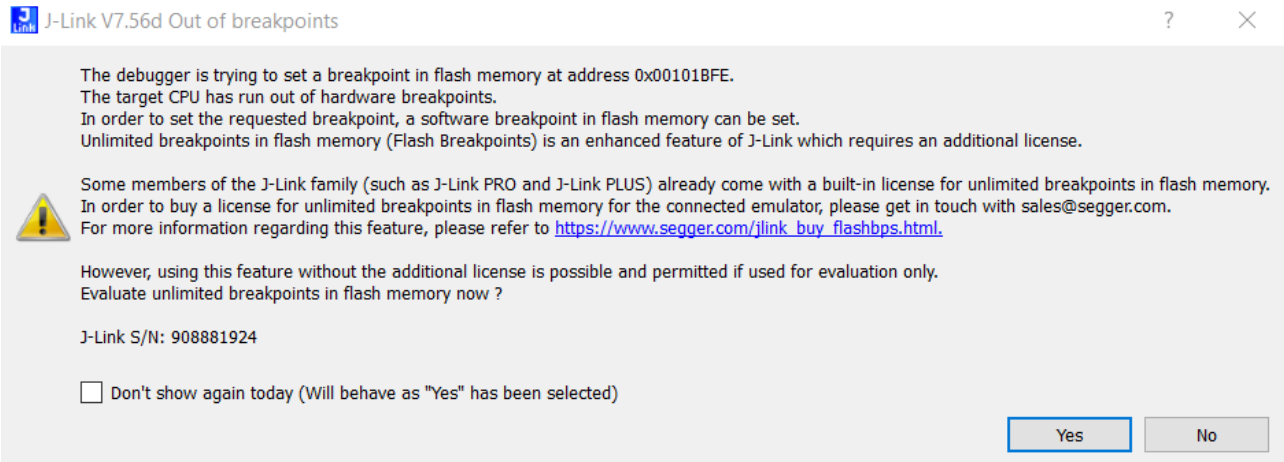 J-Link V7.56d Out of breakpoints
The debugger is trying to set a breakpoint in flash memory at address 0x00101BFE.
The target CPU has run out of hardware breakpoints.
In order to set the requested breakpoint, a software breakpoint in flash memory can be set.
Unlimited breakpoints in flash memory (Flash Breakpoints) is an enhanced feature of J-Link which requires an additional license.
Some members of the J-Link family (such as J-Link PRO and J-Link PLUS) already come with a built-in license for unlimited breakpoints in flash memory.
In order to buy a license for unlimited breakpoints in flash memory for the connected emulator, please get in touch with sales@segger.com.
For more information regarding this feature, please refer to https://www.segger.com/jlink_buy_flashbps.html.
However, using this feature without the additional license is possible and permitted if used for evaluation only.
Evaluate unlimited breakpoints in flash memory now ?
J-Link S/N: 908881924
Don't show again today (Will behave as "Yes" has been selected)
Yes No